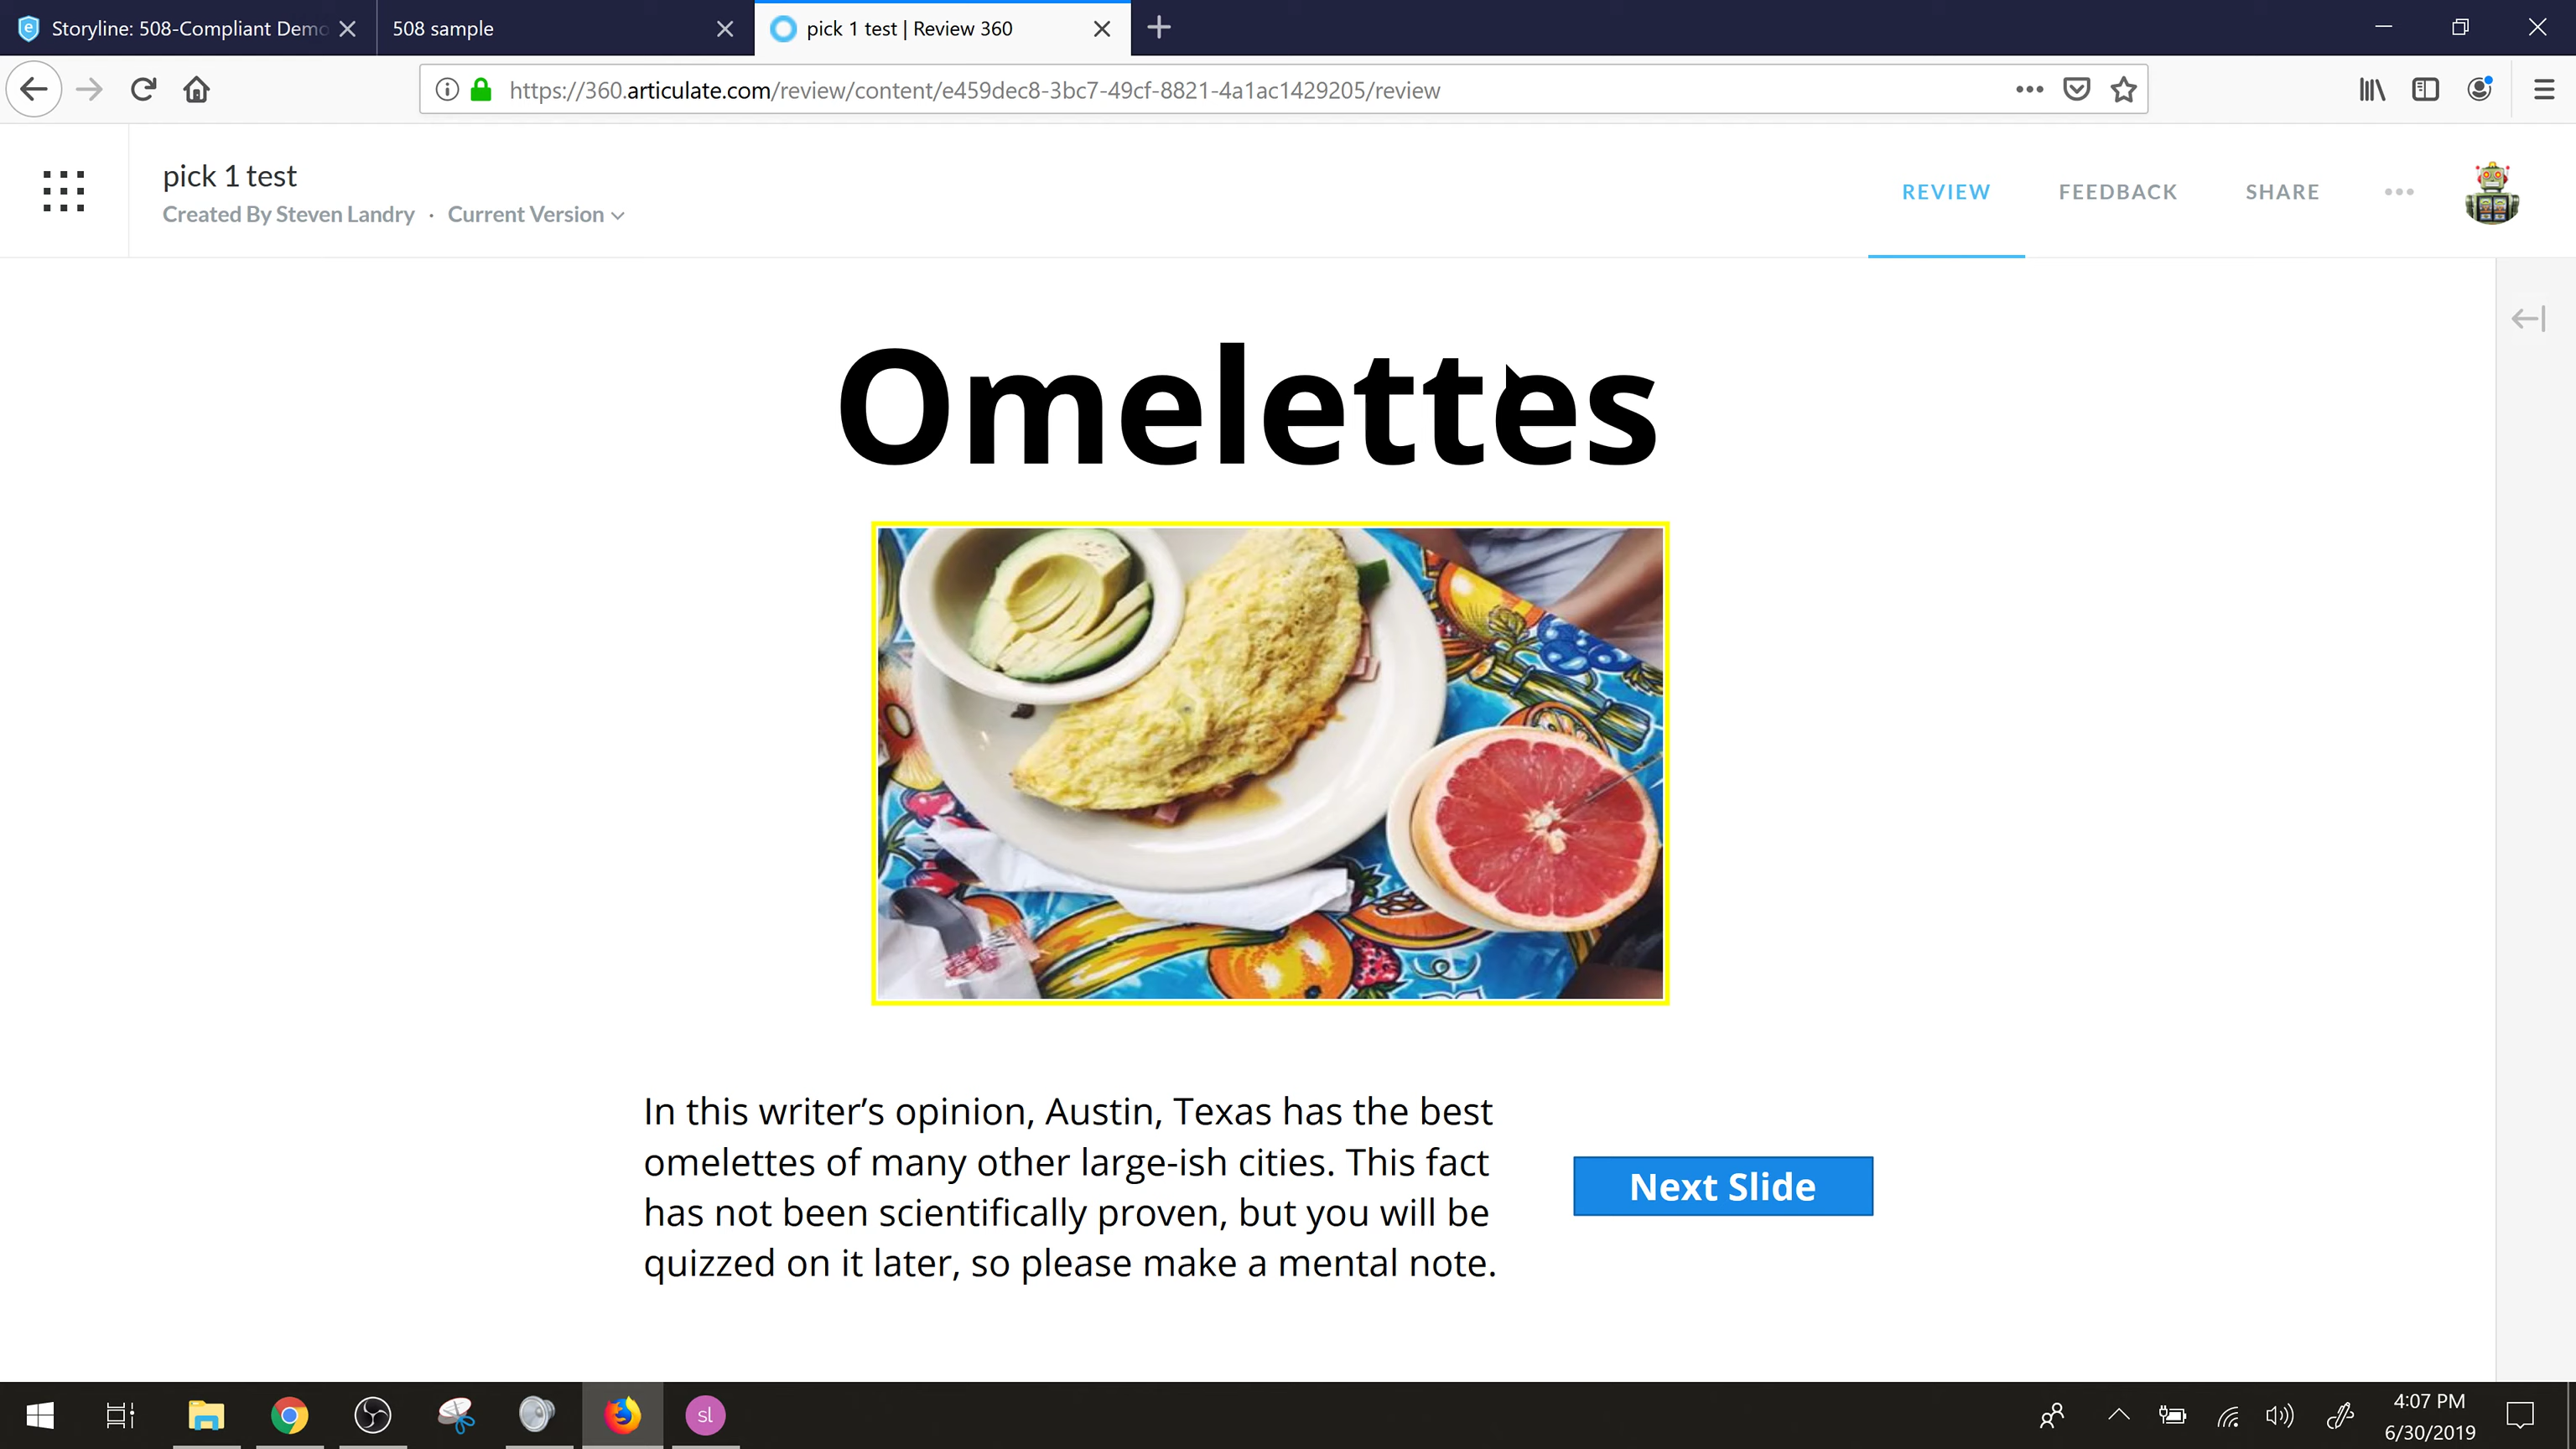 Storyline: 508-Compliant Demo
508 sample
pick 1 test | Review 360
https://360.articulate.com/review/content/e459dec8-3bc7-49cf-8821-4a1ac1429205/review
pick 1 test
Created By Steven Landry · Current Version
REVIEW
FEEDBACK
SHARE
Omelettes
In this writer’s opinion, Austin, Texas has the best
omelettes of many other large-ish cities. This fact
has not been scientifically proven, but you will be
quizzed on it later, so please make a mental note.
Next Slide
sl
4:07 PM
6/30/2019